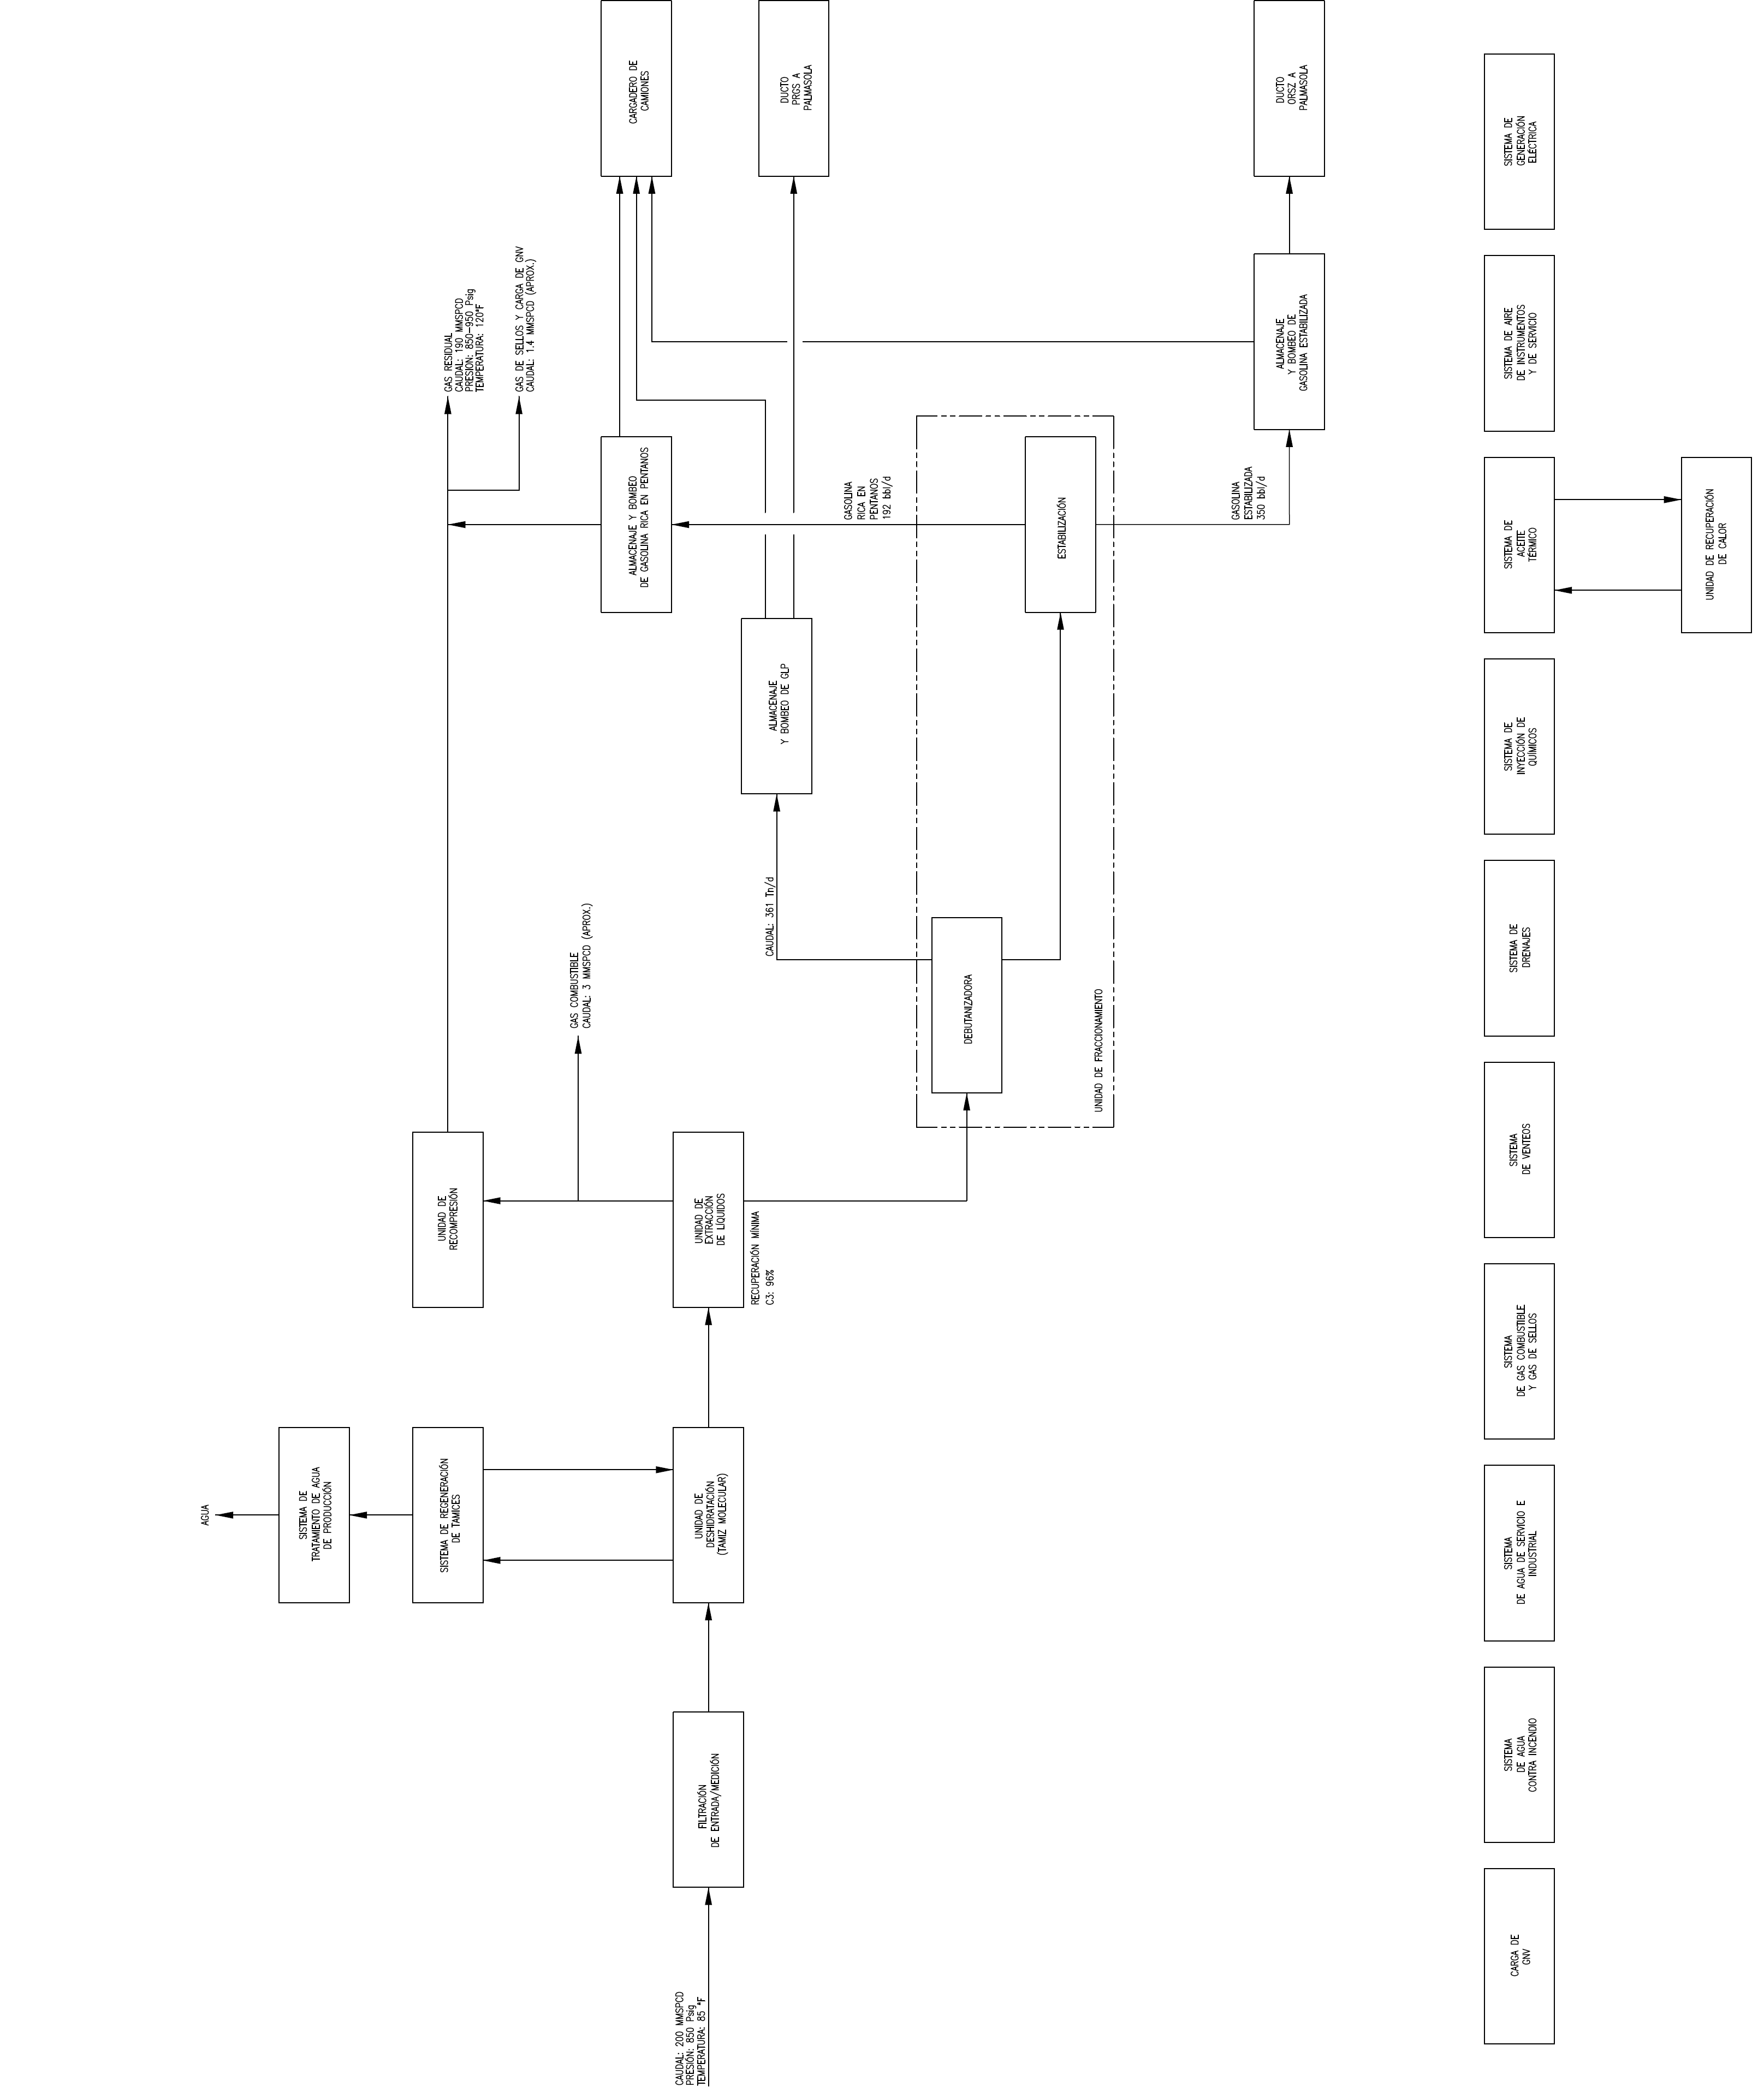 AGUA
SISTEMA DE
TRATAMIENTO DE AGUA
DE PRODUCCIÓN
SISTEMA DE REGENERACIÓN
DE TAMICES
UNIDAD DE
RECOMPRESIÓN
GAS RESIDUAL
CAUDAL: 190 MMSPCD
PRESIÓN: 850-950 Psig
TEMPERATURA: 120°F
GAS DE SELLOS Y CARGA DE GNV
CAUDAL: 1.4 MMSPCD (APROX.)
GAS COMBUSTIBLE
CAUDAL: 3 MMSPCD (APROX.)
ALMACENAJE Y BOMBEO
DE GASOLINA RICA EN PENTANOS
CARGADERO DE
CAMIONES
CAUDAL: 200 MMSPCD
PRESIÓN: 850 Psig
TEMPERATURA: 85 °F
FILTRACIÓN
DE ENTRADA/MEDICIÓN
UNIDAD DE
DESHIDRATACIÓN
(TAMIZ MOLECULAR)
UNIDAD DE
EXTRACCIÓN
DE LÍQUIDOS
RECUPERACIÓN MÍNIMA
C3: 96%
CAUDAL: 361 Tn/d
ALMACENAJE
Y BOMBEO DE GLP
DUCTO
PRGS A
PALMASOLA
GASOLINA
RICA EN
PENTANOS
192 bbl/d
DEBUTANIZADORA
ESTABILIZACIÓN
UNIDAD DE FRACCIONAMIENTO
GASOLINA
ESTABILIZADA
350 bbl/d
ALMACENAJE
Y BOMBEO DE
GASOLINA ESTABILIZADA
DUCTO
ORSZ A
PALMASOLA
CARGA DE
GNV
SISTEMA
DE AGUA
CONTRA INCENDIO
SISTEMA
DE AGUA DE SERVICIO E
INDUSTRIAL
SISTEMA
DE GAS COMBUSTIBLE
Y GAS DE SELLOS
SISTEMA
DE VENTEOS
SISTEMA DE
DRENAJES
SISTEMA DE
INYECCIÓN DE
QUÍMICOS
SISTEMA DE
ACEITE
TÉRMICO
SISTEMA DE AIRE
DE INSTRUMENTOS
Y DE SERVICIO
SISTEMA DE
GENERACIÓN
ELÉCTRICA
UNIDAD DE RECUPERACIÓN
DE CALOR